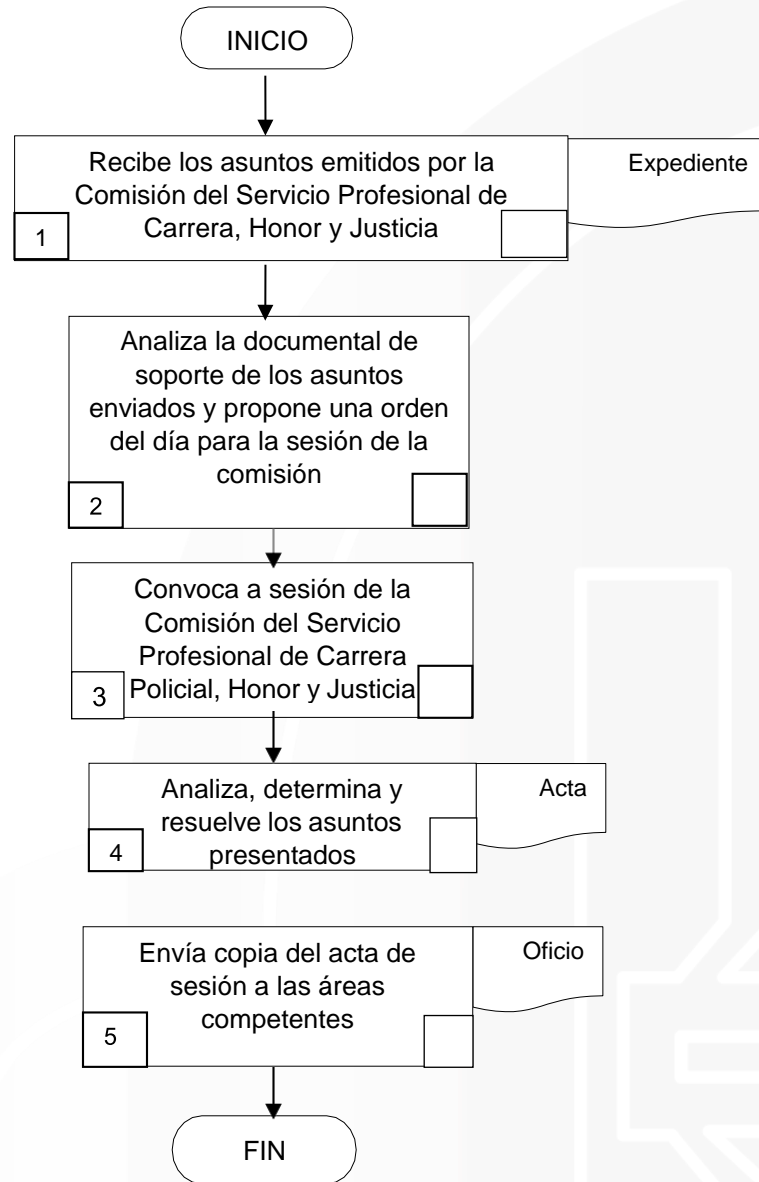 INICIO
Recibe los asuntos emitidos por la
Comisión del Servicio Profesional de
Carrera, Honor y Justicia
1
Expediente
Analiza la documental de
soporte de los asuntos
enviados y propone una orden
del día para la sesión de la
comisión
2
Convoca a sesión de la
Comisión del Servicio
Profesional de Carrera
Policial, Honor y Justicia
3
Analiza, determina y
resuelve los asuntos
presentados
4
Acta
Envía copia del acta de
sesión a las áreas
competentes
5
Oficio
FIN